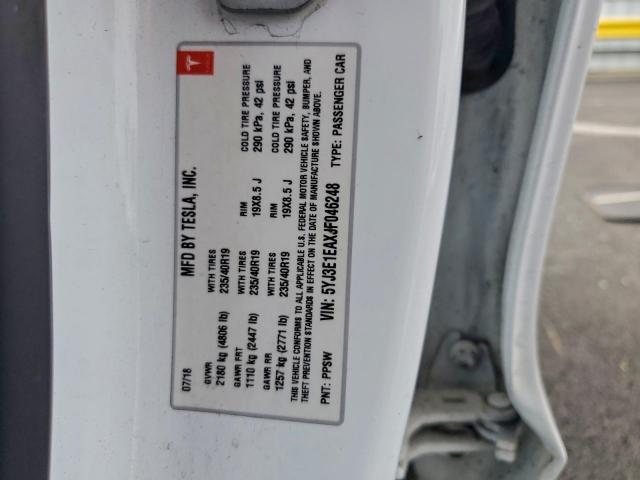 07/18 MFD BY TESLA, INC.
GVWR WITH TIRES
2180 kg (4806 lb) 235/40R19
GAWR FRT WITH TIRES RIM COLD TIRE PRESSURE
1110 kg (2447 lb) 235/40R19 19X8.5 J 290 kPa, 42 psi
GAWR RR WITH TIRES RIM COLD TIRE PRESSURE
1257 kg (2771 lb) 235/40R19 19X8.5 J 290 kPa, 42 psi
THIS VEHICLE CONFORMS TO ALL APPLICABLE U.S. FEDERAL MOTOR VEHICLE SAFETY, BUMPER, AND
THEFT PREVENTION STANDARDS IN EFFECT ON THE DATE OF MANUFACTURE SHOWN ABOVE.
PNT: PPSW VIN: 5YJ3E1EAXJF046248 TYPE: PASSENGER CAR